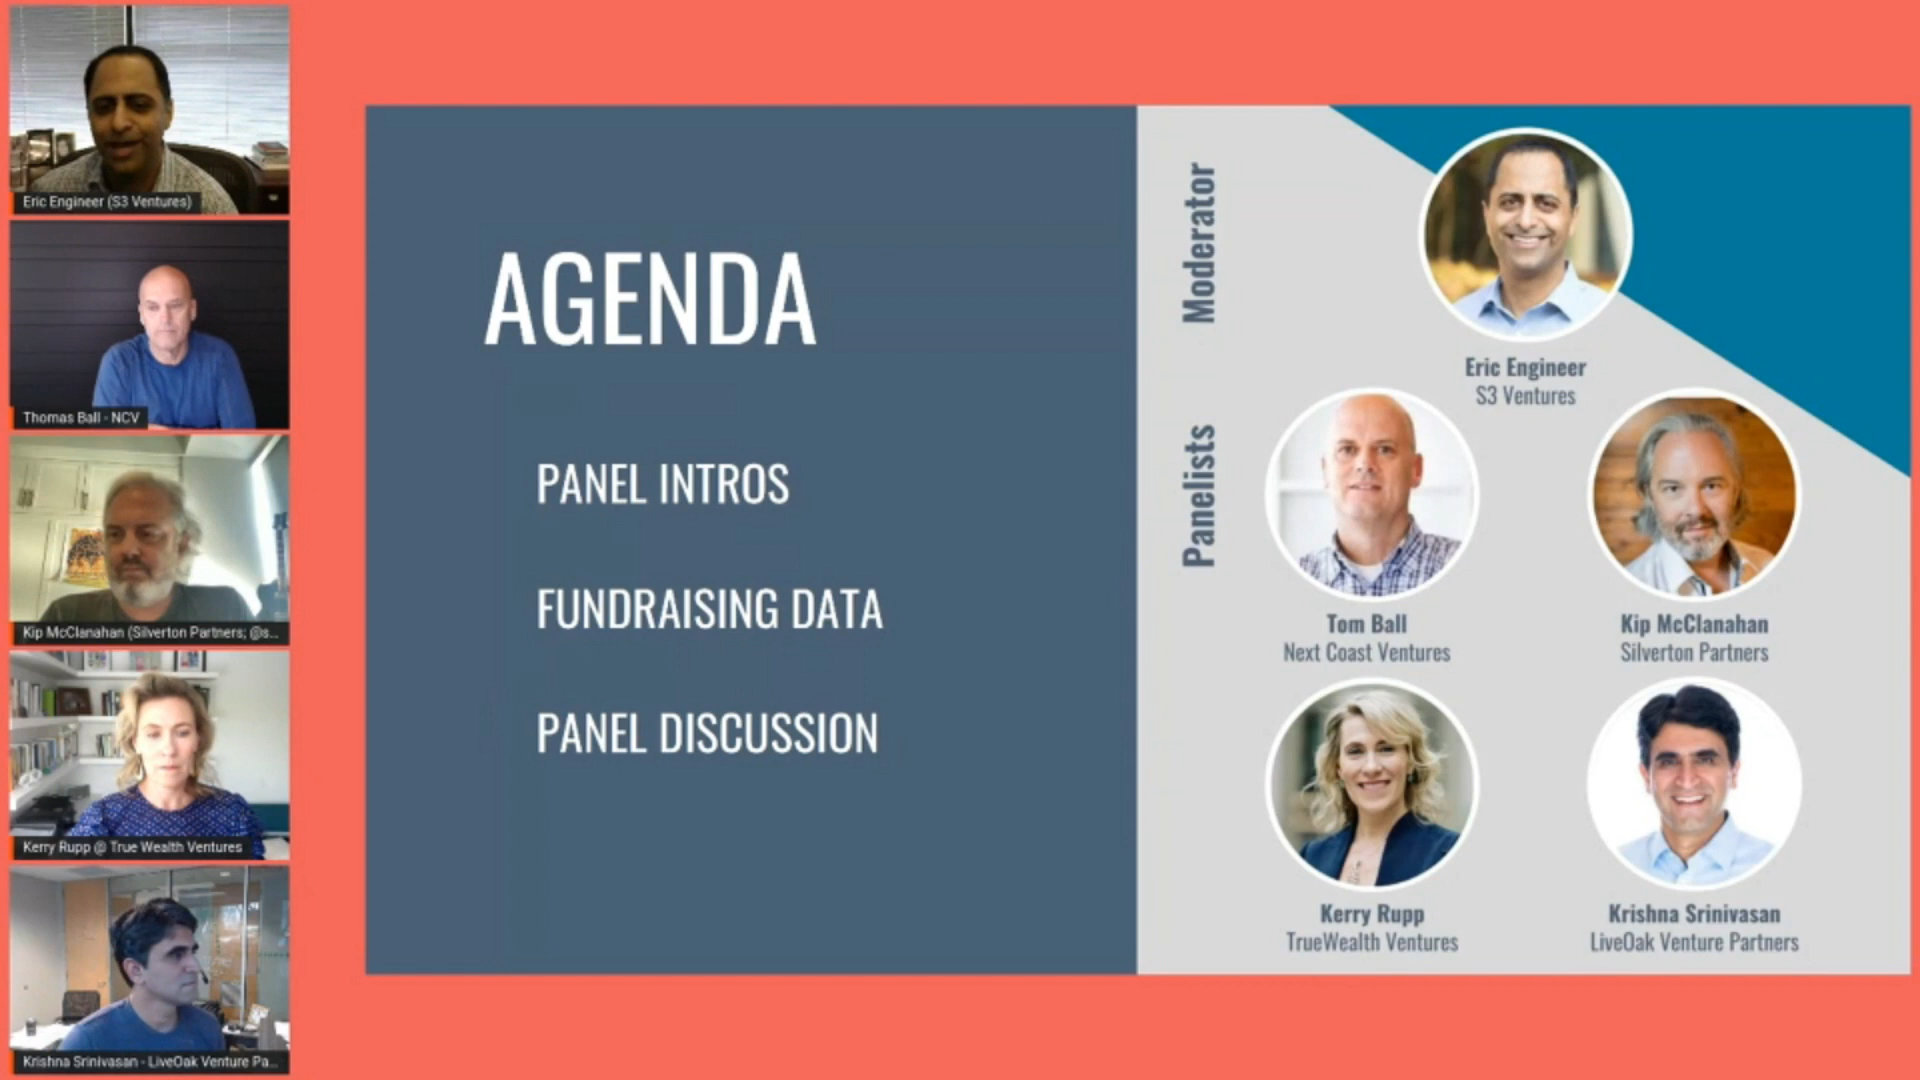 Eric Engineer (S3 Ventures)
Thomas Ball - NCV
Kip McClanahan (Silverton Partners; @s...
Kerry Rupp @ True Wealth Ventures
Krishna Srinivasan - LiveOak Venture Pa...
AGENDA
PANEL INTROS
FUNDRAISING DATA
PANEL DISCUSSION
Moderator
Eric Engineer
S3 Ventures
Panelists
Tom Ball
Next Coast Ventures
Kip McClanahan
Silverton Partners
Kerry Rupp
TrueWealth Ventures
Krishna Srinivasan
LiveOak Venture Partners